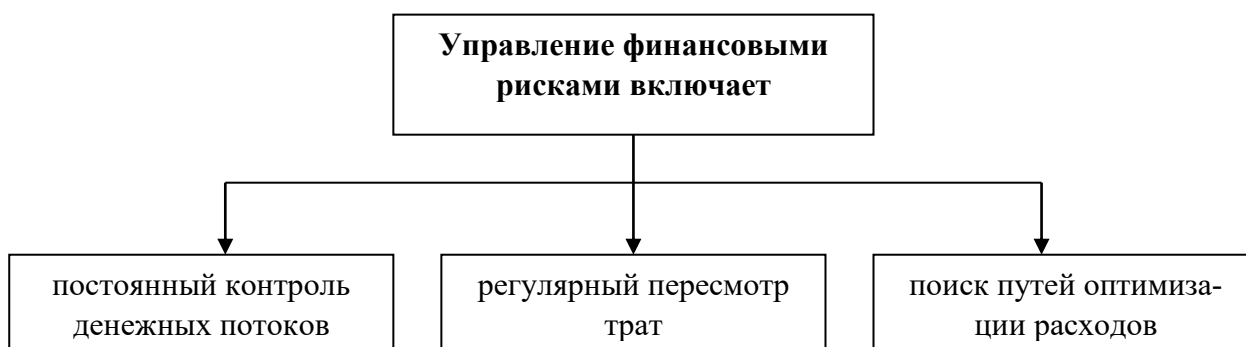 Управление финансовыми
рисками включает
постоянный контроль
денежных потоков
регулярный пересмотр
трат
поиск путей оптимиза-
ции расходов